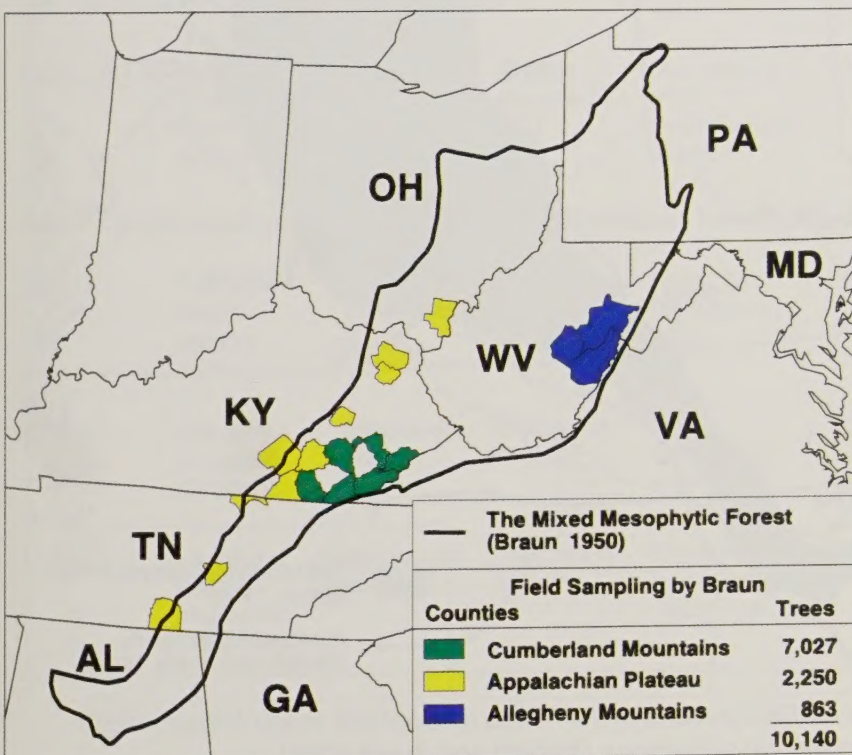 PA
OH
MD
WV
KY
VA
TN
AL
GA
The Mixed Mesophytic Forest
(Braun 1950)
Field Sampling by Braun
Counties Trees
Cumberland Mountains 7,027
Appalachian Plateau 2,250
Allegheny Mountains 863
10,140